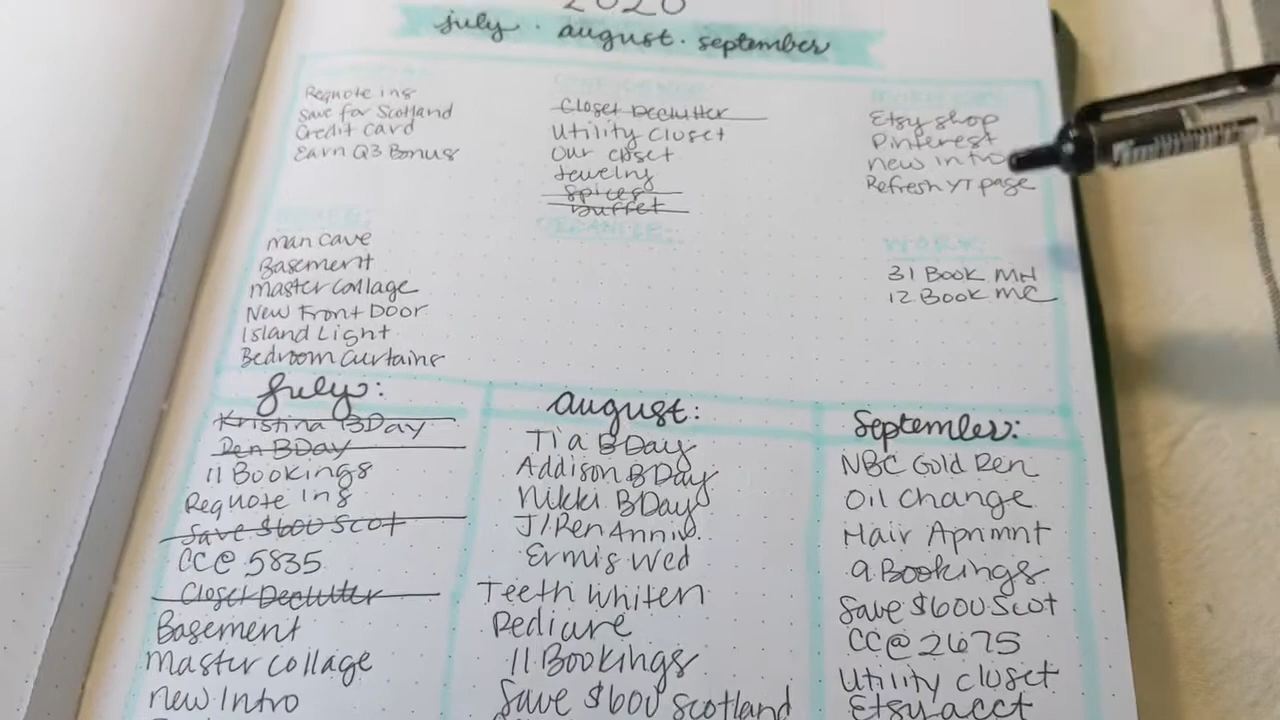 2020
july · august · september
Requote ins
Save for Scotland
Credit card
Earn Q3 Bonus
Closet Declutter
Utility Closet
Our closet
Jewelry
Spices
Buffet
Etsy shop
Pinterest
new intro
Refresh YT page
man cave
Basement
master collage
New Front Door
Island Light
Bedroom Curtains
ORGANIZE:
WORK:
31 Book MN
12 Book MC
july:
Kristina BDay
Ren BDay
11 Bookings
Requote Ins
Save $600 Scot
CC@ 5835
Closet Declutter
Basement
Master collage
new Intro
august:
Tia BDay
Addison BDay
Nikki BDay
J/Ren Anniv.
Ermis Wed
Teeth Whiten
Pedicure
11 Bookings
Save $600 Scotland
September:
NBC Gold Ren
Oil Change
Hair Apnmnt
9 Bookings
Save $600 Scot
CC@ 2675
Utility closet
Etsy acct